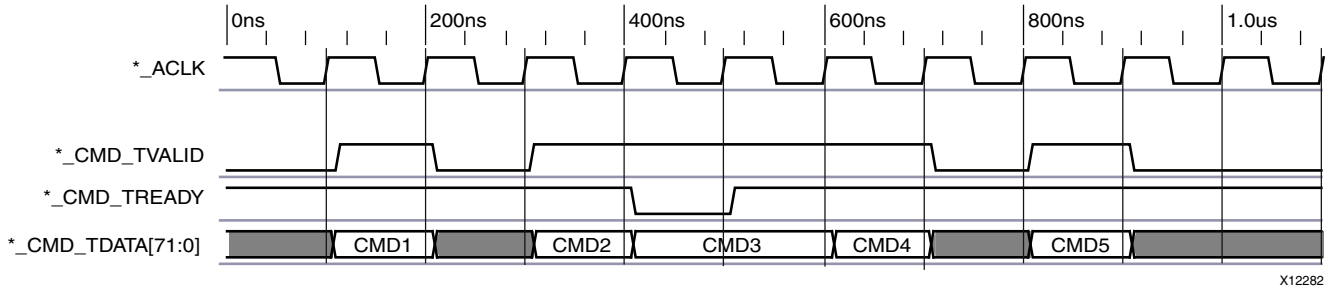 0ns 200ns 400ns 600ns 800ns 1.0us
*_ACLK
*_CMD_TVALID
*_CMD_TREADY
*_CMD_TDATA[71:0] CMD1 CMD2 CMD3 CMD4 CMD5
X12282